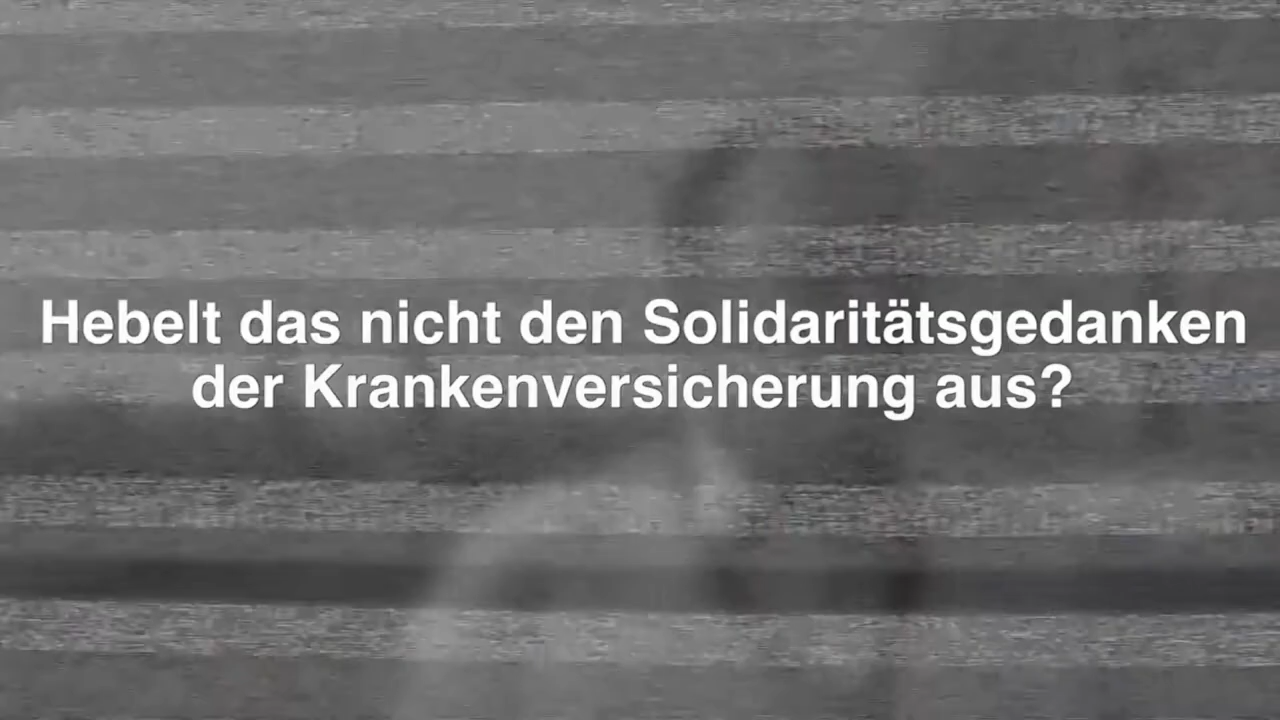 Hebelt das nicht den Solidaritätsgedanken
der Krankenversicherung aus?